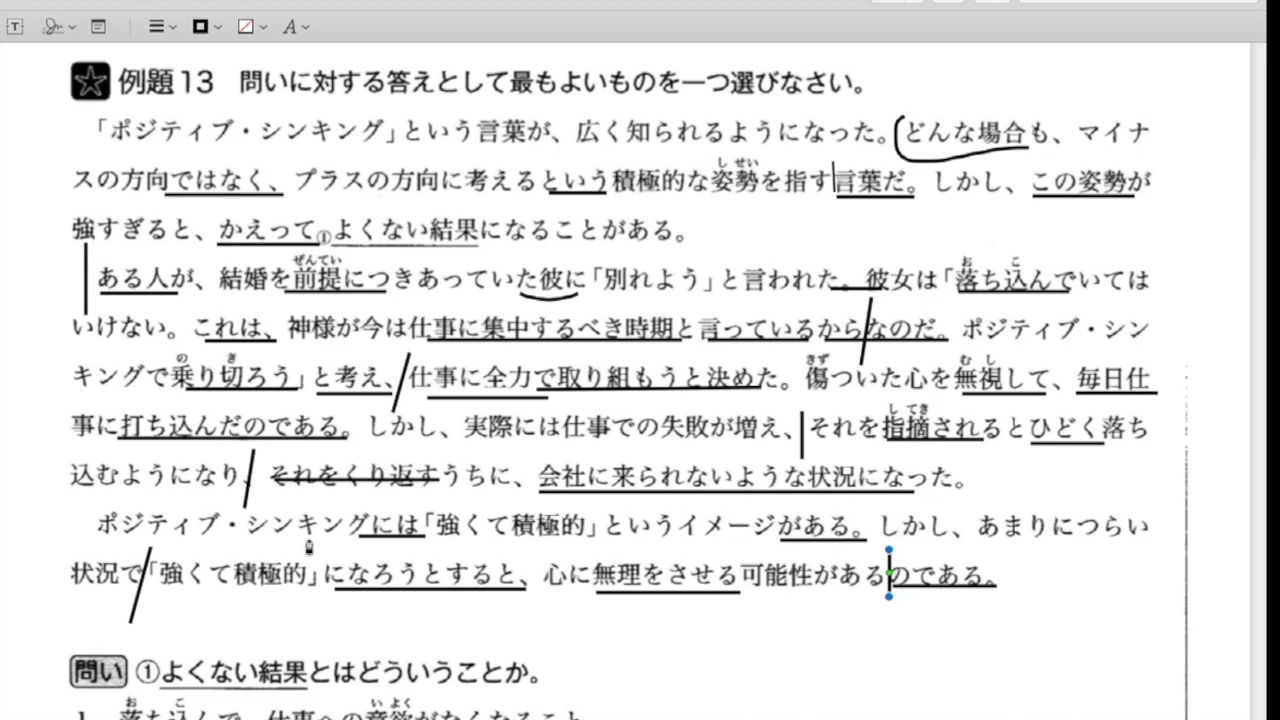 例題13 問いに対する答えとして最もよいものを一つ選びなさい。
「ポジティブ・シンキング」という言葉が、広く知られるようになった。どんな場合も、マイナ
スの方向ではなく、プラスの方向に考えるという積極的な姿勢を指す言葉だ。しかし、この姿勢が
強すぎると、かえって①よくない結果になることがある。
ある人が、結婚を前提につきあっていた彼に「別れよう」と言われた。彼女は「落ち込んでいては
いけない。これは、神様が今は仕事に集中するべき時期と言っているからなのだ。ポジティブ・シン
キングで乗り切ろう」と考え、仕事に全力で取り組もうと決めた。傷ついた心を無視して、毎日仕
事に打ち込んだのである。しかし、実際には仕事での失敗が増え、それを指摘されるとひどく落ち
込むようになり、それをくり返すうちに、会社に来られないような状況になった。
ポジティブ・シンキングには「強くて積極的」というイメージがある。しかし、あまりにつらい
状況で「強くて積極的」になろうとすると、心に無理をさせる可能性があるのである。
問い ①よくない結果とはどういうことか。
1 落ち込んで、仕事への意欲がなくなること